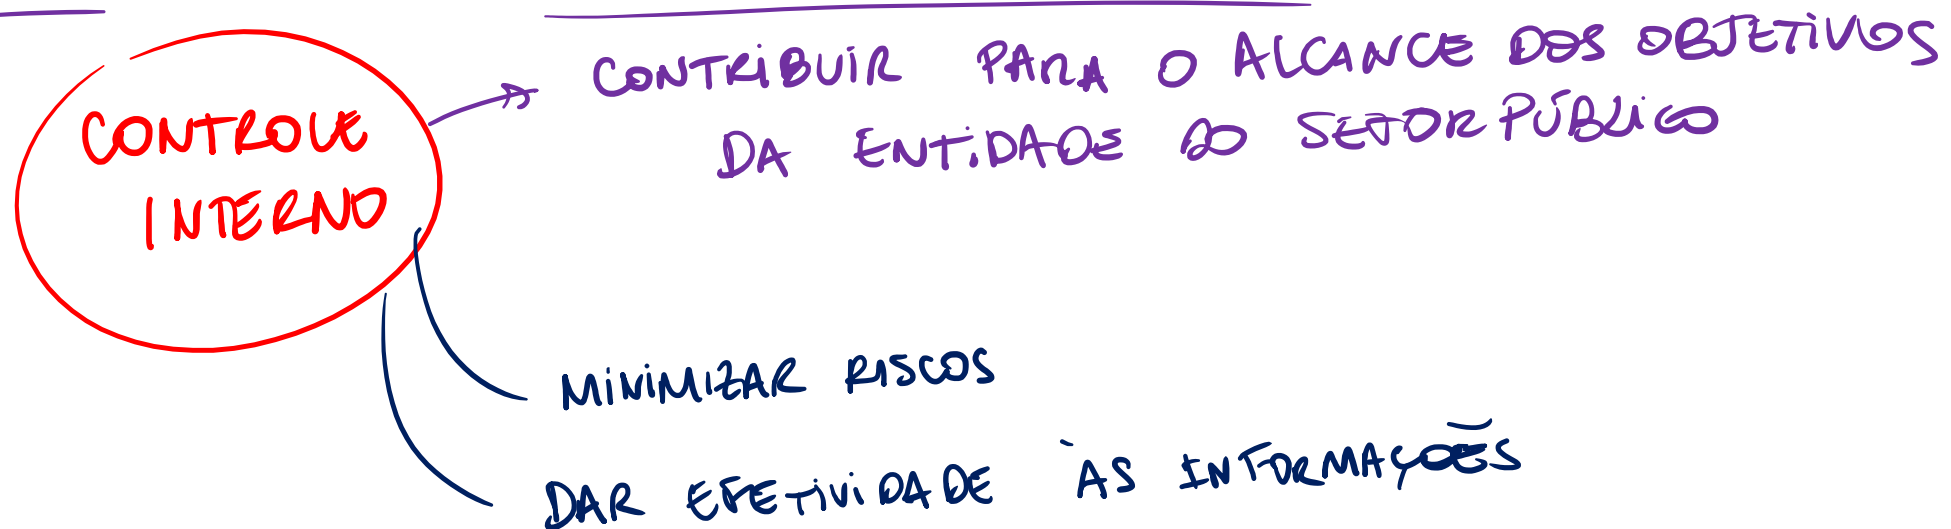 CONTROLE
INTERNO
CONTRIBUIR PARA O ALCANCE DOS OBJETIVOS
DA ENTIDADE DO SETOR PÚBLICO
MINIMIZAR RISCOS
DAR EFETIVIDADE ÀS INFORMAÇÕES